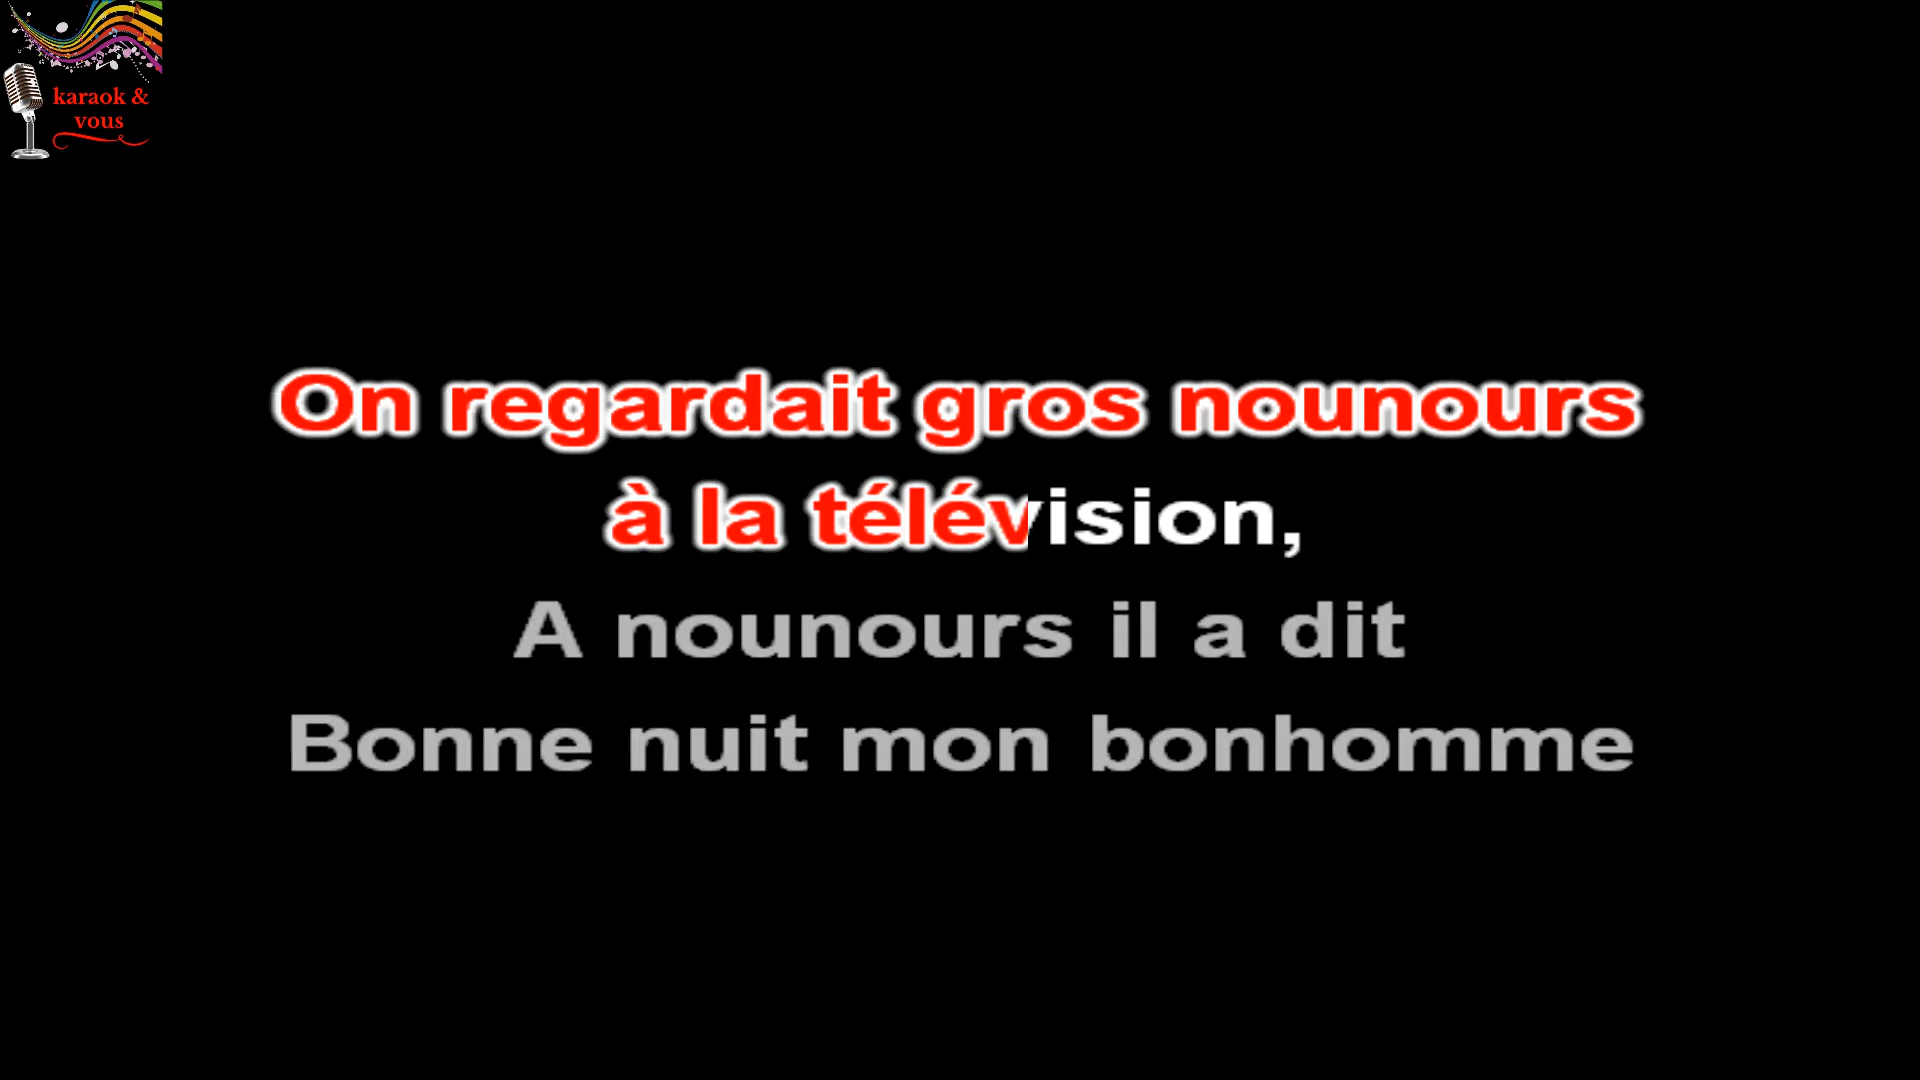 karaok &
vous
On regardait gros nounours
à la télévision,
A nounours il a dit
Bonne nuit mon bonhomme